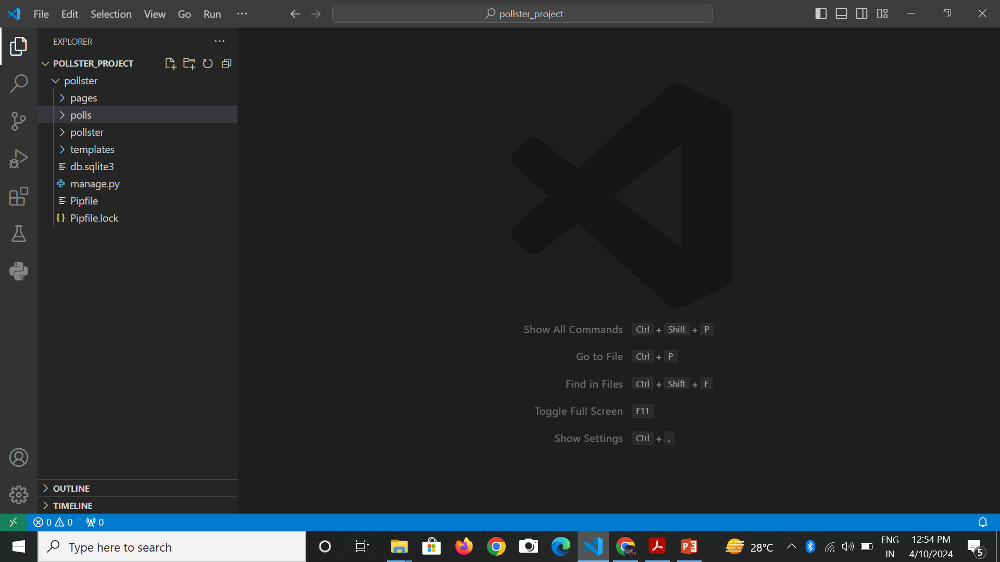 File Edit Selection View Go Run ···
pollster_project
EXPLORER
POLLSTER_PROJECT
pollster
pages
polls
pollster
templates
db.sqlite3
manage.py
Pipfile
{} Pipfile.lock
Show All Commands Ctrl + Shift + P
Go to File Ctrl + P
Find in Files Ctrl + Shift + F
Toggle Full Screen F11
Show Settings Ctrl + ,
OUTLINE
TIMELINE
0 0 0
Type here to search
28°C
ENG
IN
12:54 PM
4/10/2024
5